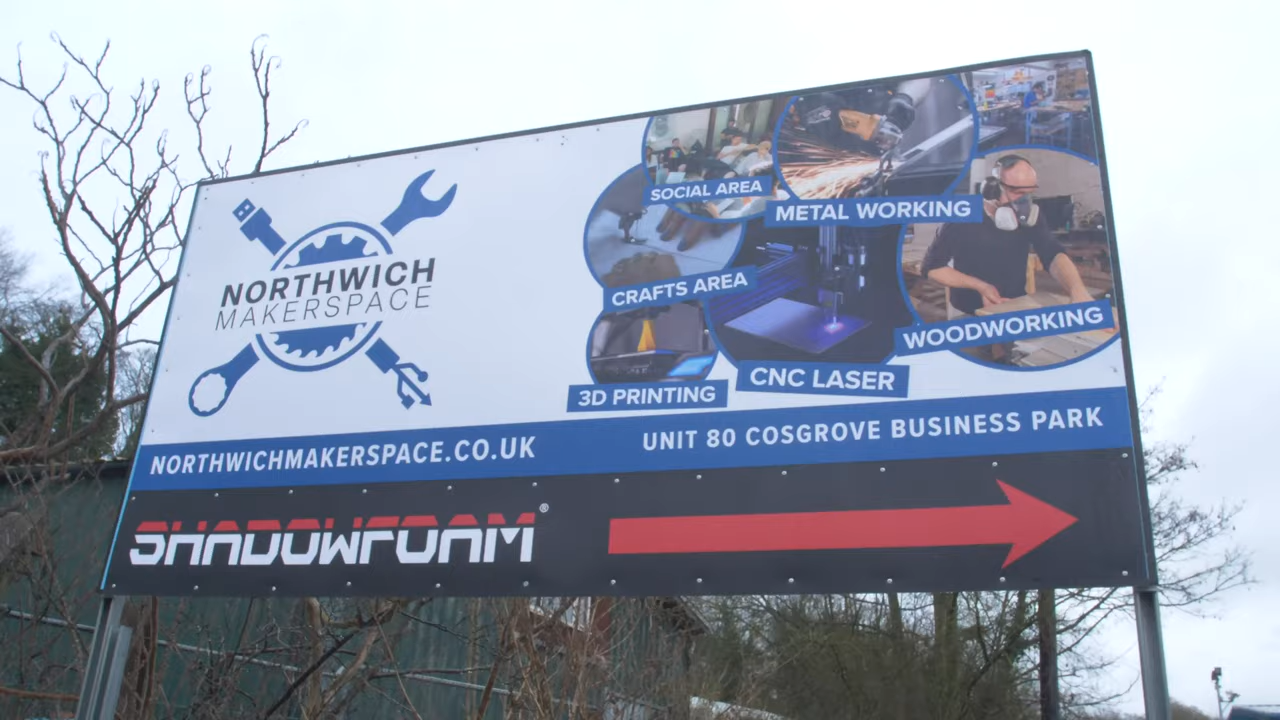 NORTHWICH
MAKERSPACE
SOCIAL AREA
METAL WORKING
CRAFTS AREA
WOODWORKING
3D PRINTING
CNC LASER
NORTHWICHMAKERSPACE.CO.UK
UNIT 80 COSGROVE BUSINESS PARK
SHADOWFOAM®